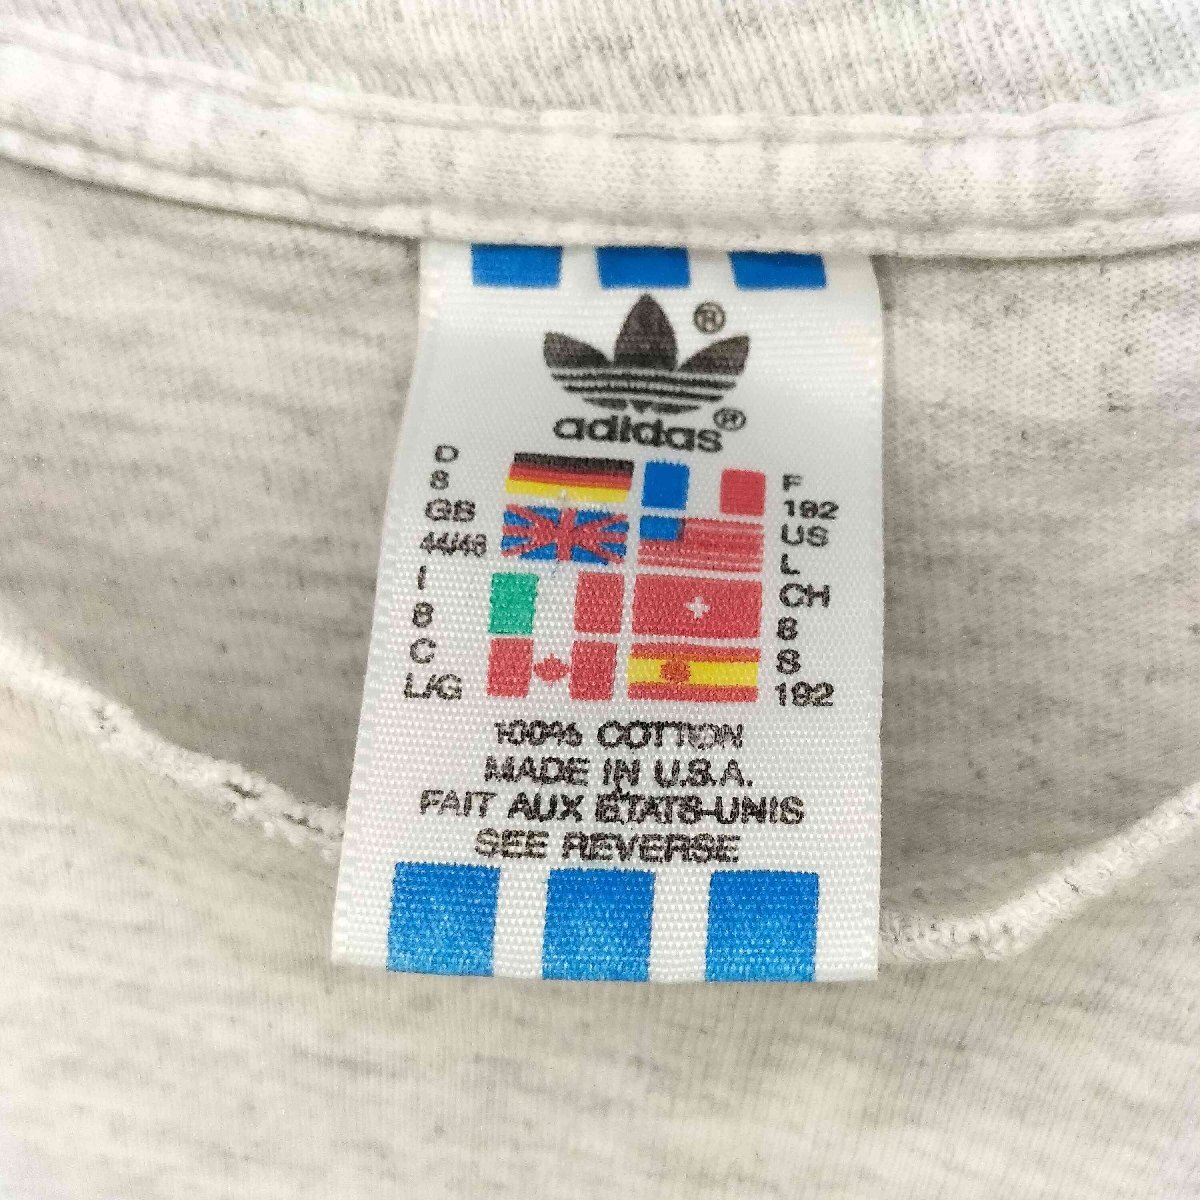 ®
adidas®
D
8
GB
44/46
I
8
C
L/G
F
192
US
L
CH
8
S
192
100% COTTON
MADE IN U.S.A.
FAIT AUX ETATS-UNIS
SEE REVERSE